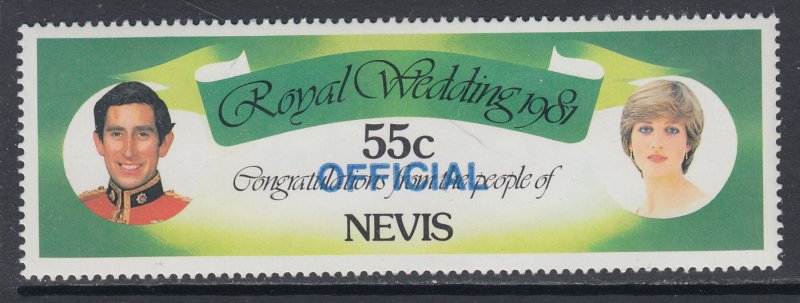 Royal Wedding 1981
55c
OFFICIAL
Congratulations from the people of
NEVIS